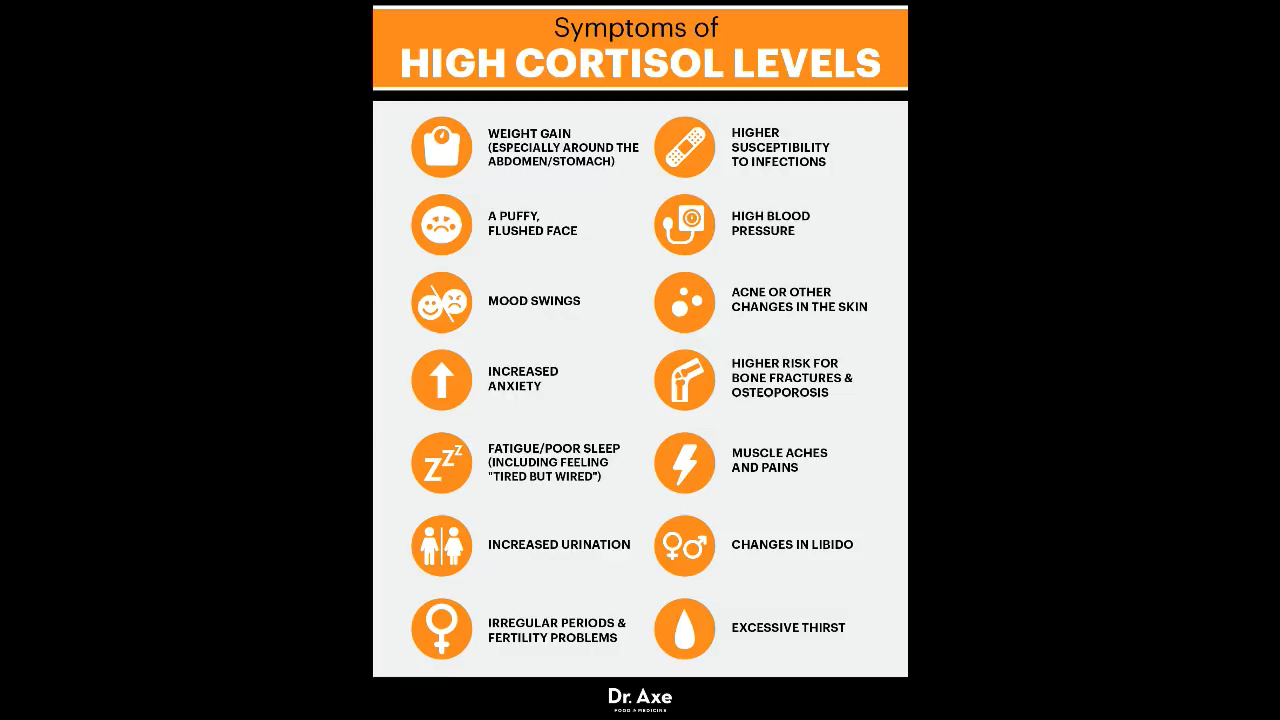 Symptoms of
HIGH CORTISOL LEVELS
WEIGHT GAIN
(ESPECIALLY AROUND THE
ABDOMEN/STOMACH)
A PUFFY,
FLUSHED FACE
MOOD SWINGS
INCREASED
ANXIETY
FATIGUE/POOR SLEEP
(INCLUDING FEELING
"TIRED BUT WIRED")
INCREASED URINATION
IRREGULAR PERIODS &
FERTILITY PROBLEMS
HIGHER
SUSCEPTIBILITY
TO INFECTIONS
HIGH BLOOD
PRESSURE
ACNE OR OTHER
CHANGES IN THE SKIN
HIGHER RISK FOR
BONE FRACTURES &
OSTEOPOROSIS
MUSCLE ACHES
AND PAINS
CHANGES IN LIBIDO
EXCESSIVE THIRST
ZZZ
Dr. Axe
FOOD & MEDICINE